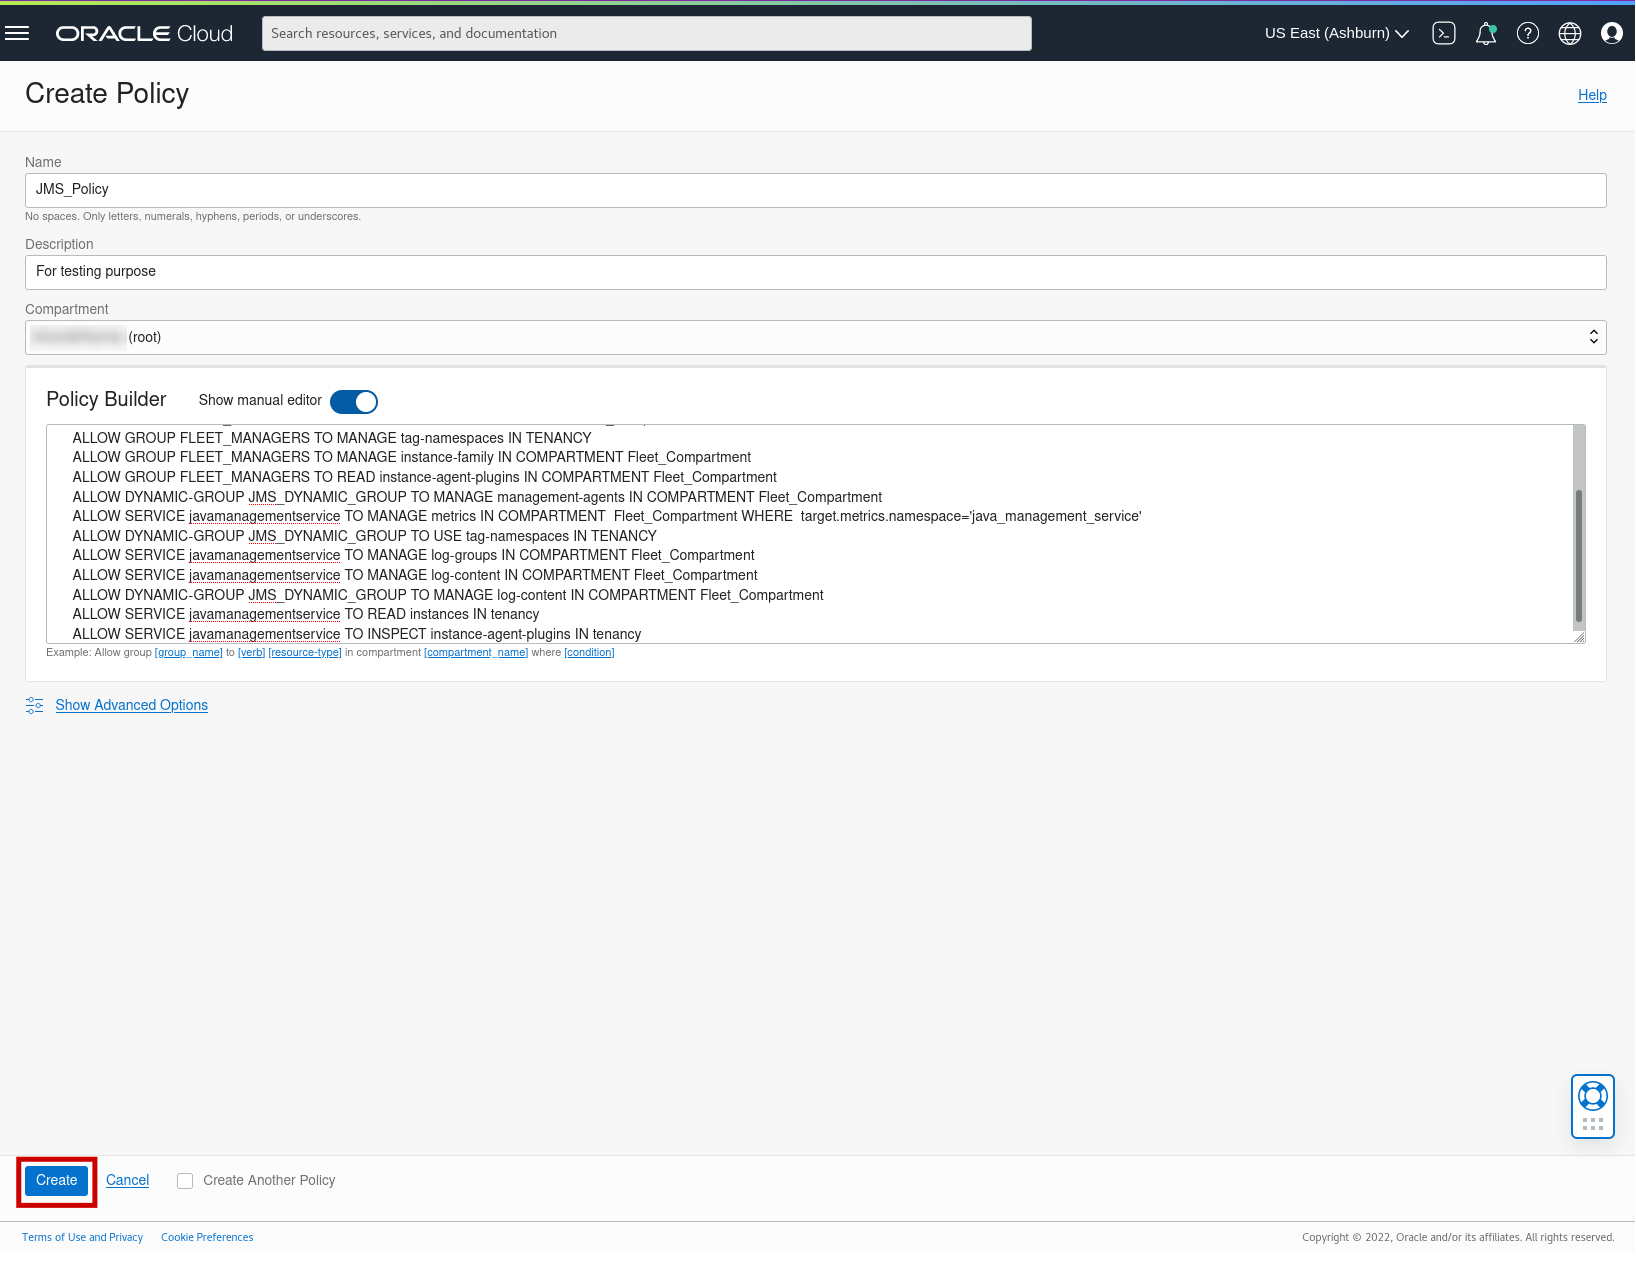 ORACLE Cloud
Search resources, services, and documentation
US East (Ashburn)
Create Policy
Help
Name
JMS_Policy
No spaces. Only letters, numerals, hyphens, periods, or underscores.
Description
For testing purpose
Compartment
(root)
Policy Builder
Show manual editor
ALLOW GROUP FLEET_MANAGERS TO MANAGE tag-namespaces IN TENANCY
ALLOW GROUP FLEET_MANAGERS TO MANAGE instance-family IN COMPARTMENT Fleet_Compartment
ALLOW GROUP FLEET_MANAGERS TO READ instance-agent-plugins IN COMPARTMENT Fleet_Compartment
ALLOW DYNAMIC-GROUP JMS_DYNAMIC_GROUP TO MANAGE management-agents IN COMPARTMENT Fleet_Compartment
ALLOW SERVICE javamanagementservice TO MANAGE metrics IN COMPARTMENT  Fleet_Compartment WHERE  target.metrics.namespace='java_management_service'
ALLOW DYNAMIC-GROUP JMS_DYNAMIC_GROUP TO USE tag-namespaces IN TENANCY
ALLOW SERVICE javamanagementservice TO MANAGE log-groups IN COMPARTMENT Fleet_Compartment
ALLOW SERVICE javamanagementservice TO MANAGE log-content IN COMPARTMENT Fleet_Compartment
ALLOW DYNAMIC-GROUP JMS_DYNAMIC_GROUP TO MANAGE log-content IN COMPARTMENT Fleet_Compartment
ALLOW SERVICE javamanagementservice TO READ instances IN tenancy
ALLOW SERVICE javamanagementservice TO INSPECT instance-agent-plugins IN tenancy
Example: Allow group [group_name] to [verb] [resource-type] in compartment [compartment_name] where [condition]
Show Advanced Options
Create
Cancel
Create Another Policy
Terms of Use and Privacy
Cookie Preferences
Copyright © 2022, Oracle and/or its affiliates. All rights reserved.